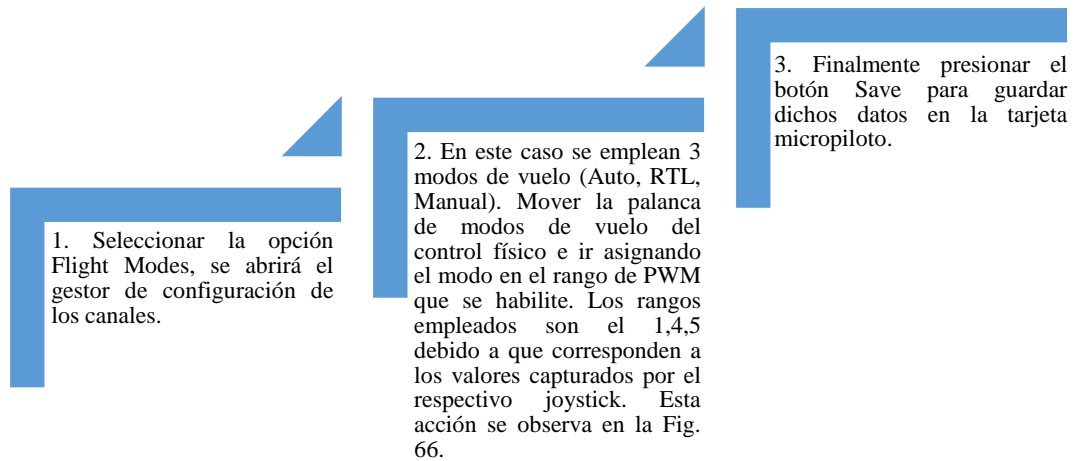 1. Seleccionar la opción
Flight Modes, se abrirá el
gestor de configuración de
los canales.
2. En este caso se emplean 3
modos de vuelo (Auto, RTL,
Manual). Mover la palanca
de modos de vuelo del
control físico e ir asignando
el modo en el rango de PWM
que se habilite. Los rangos
empleados son el 1,4,5
debido a que corresponden a
los valores capturados por el
respectivo joystick. Esta
acción se observa en la Fig.
66.
3. Finalmente presionar el
botón Save para guardar
dichos datos en la tarjeta
micropiloto.